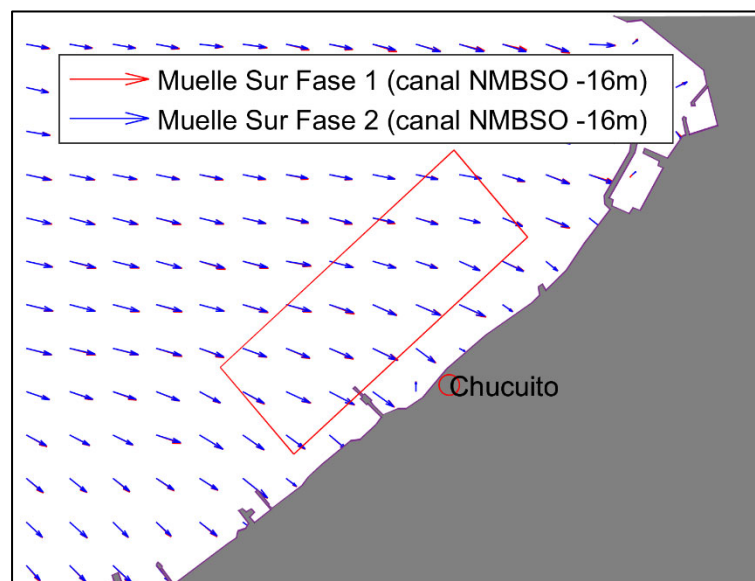 Muelle Sur Fase 1 (canal NMBSO -16m)
Muelle Sur Fase 2 (canal NMBSO -16m)
Chucuito